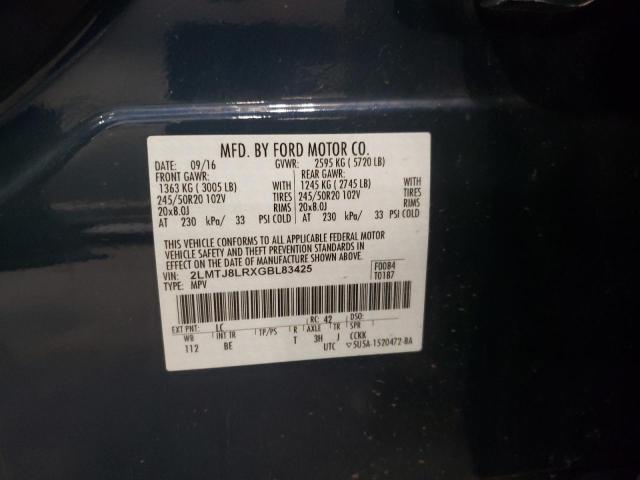 MFD. BY FORD MOTOR CO.
DATE: 09/16 GVWR: 2595 KG ( 5720 LB)
FRONT GAWR: REAR GAWR:
1363 KG ( 3005 LB) WITH 1245 KG ( 2745 LB) WITH
245/50R20 102V TIRES 245/50R20 102V TIRES
20x8.0J RIMS 20x8.0J RIMS
AT 230 kPa/ 33 PSI COLD AT 230 kPa/ 33 PSI COLD
THIS VEHICLE CONFORMS TO ALL APPLICABLE FEDERAL MOTOR
VEHICLE SAFETY AND THEFT PREVENTION STANDARDS IN EFFECT
ON THE DATE OF MANUFACTURE SHOWN ABOVE.
VIN: 2LMTJ8LRXGBL83425 F0084
TYPE: MPV T0187
EXT PNT: LC RC: 42 DSO:
WB INT TR TP/PS R AXLE TR SPR
112 BE T 3H J CCKK
UTC ▽5U5A-1520472-BA